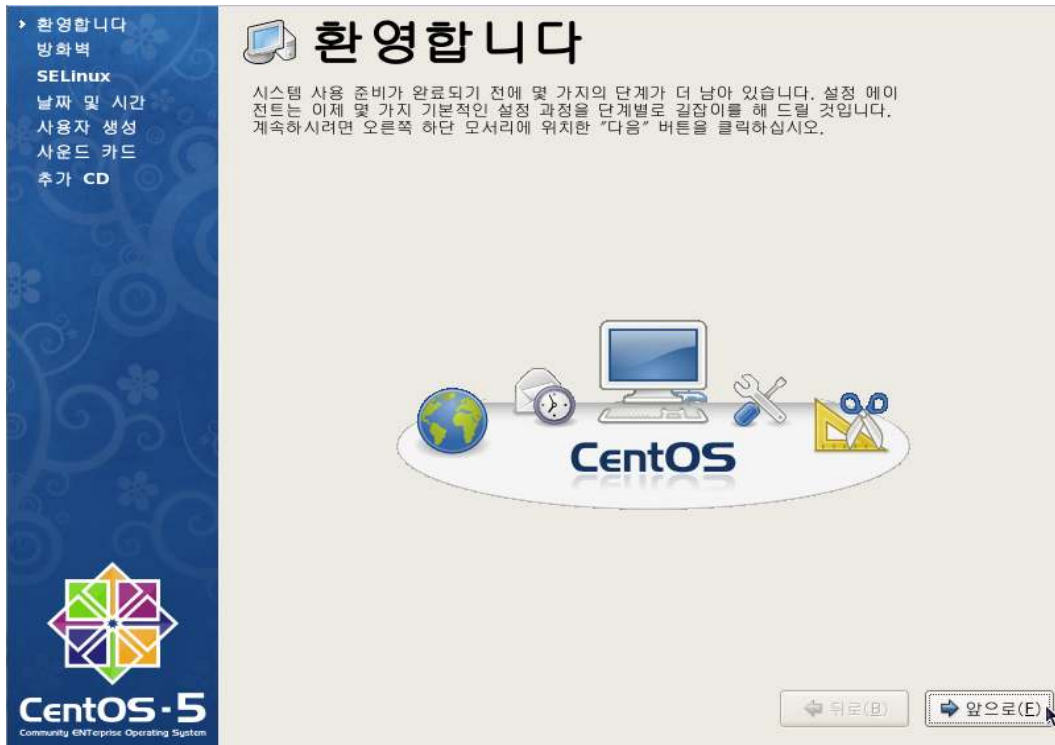 환영합니다
방화벽
SELinux
날짜 및 시간
사용자 생성
사운드 카드
추가 CD
환영합니다
시스템 사용 준비가 완료되기 전에 몇 가지의 단계가 더 남아 있습니다. 설정 에이
전트는 이제 몇 가지 기본적인 설정 과정을 단계별로 길잡이를 해 드릴 것입니다.
계속하시려면 오른쪽 하단 모서리에 위치한 "다음" 버튼을 클릭하십시오.
CentOS
CentOS-5
Community ENTerprise Operating System
뒤로(B)
앞으로(F)